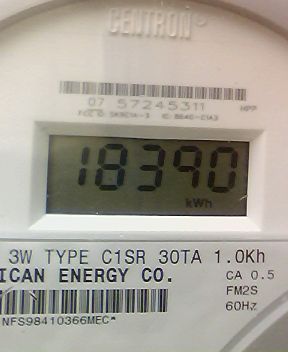 CENTRON®
07 57245311 MPP
18390
kWh
3W TYPE C1SR 30TA 1.0Kh
ICAN ENERGY CO. CA 0.5
FM2S
60Hz
NFS98410366MEC*